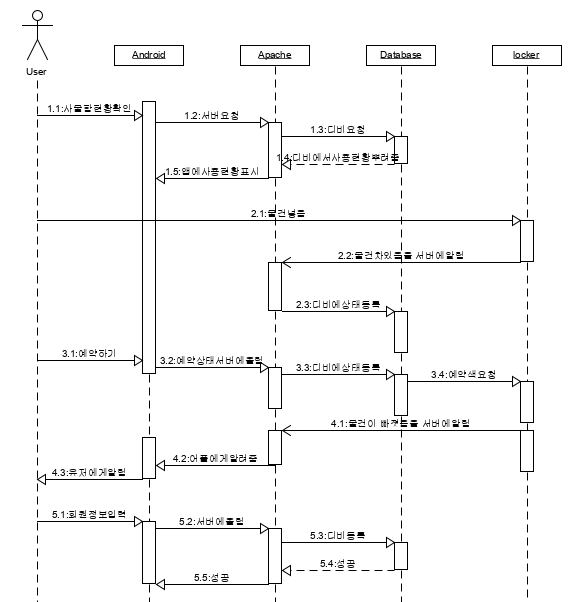 User
Android
Apache
Database
locker
1.1:사물함현황확인
1.2:서버요청
1.3:디비요청
1.4:디비에서사용현황뿌려줌
1.5:앱에사용현황표시
2.1:물건넣음
2.2:물건차있음을 서버에알림
2.3:디비에상태등록
3.1:예약하기
3.2:예약상태서버에올림
3.3:디비에상태등록
3.4:예약색요청
4.1:물건이 빠졋음을 서버에알림
4.2:어플에게알려줌
4.3:유저에게알림
5.1:회원정보입력
5.2:서버에올림
5.3:디비등록
5.4:성공
5.5:성공